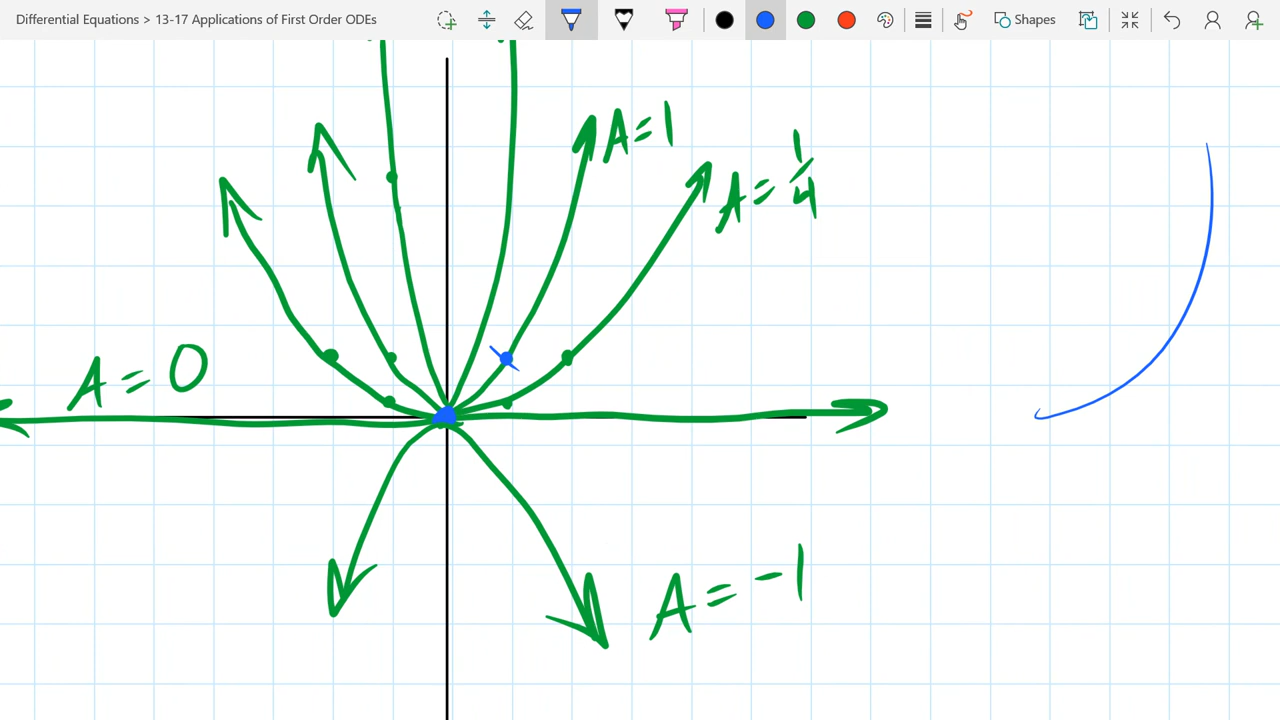 Differential Equations > 13-17 Applications of First Order ODEs
Shapes
A = 1
A = 1/4
A = 0
A = -1